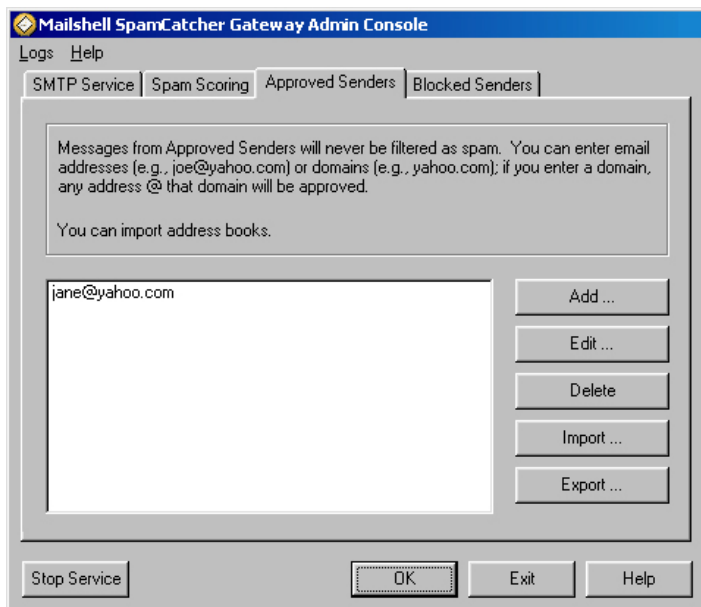 Mailshell SpamCatcher Gateway Admin Console
Logs Help
SMTP Service Spam Scoring Approved Senders Blocked Senders
Messages from Approved Senders will never be filtered as spam. You can enter email
addresses (e.g., joe@yahoo.com) or domains (e.g., yahoo.com); if you enter a domain,
any address @ that domain will be approved.
You can import address books.
jane@yahoo.com
Add ...
Edit ...
Delete
Import ...
Export ...
Stop Service OK Exit Help